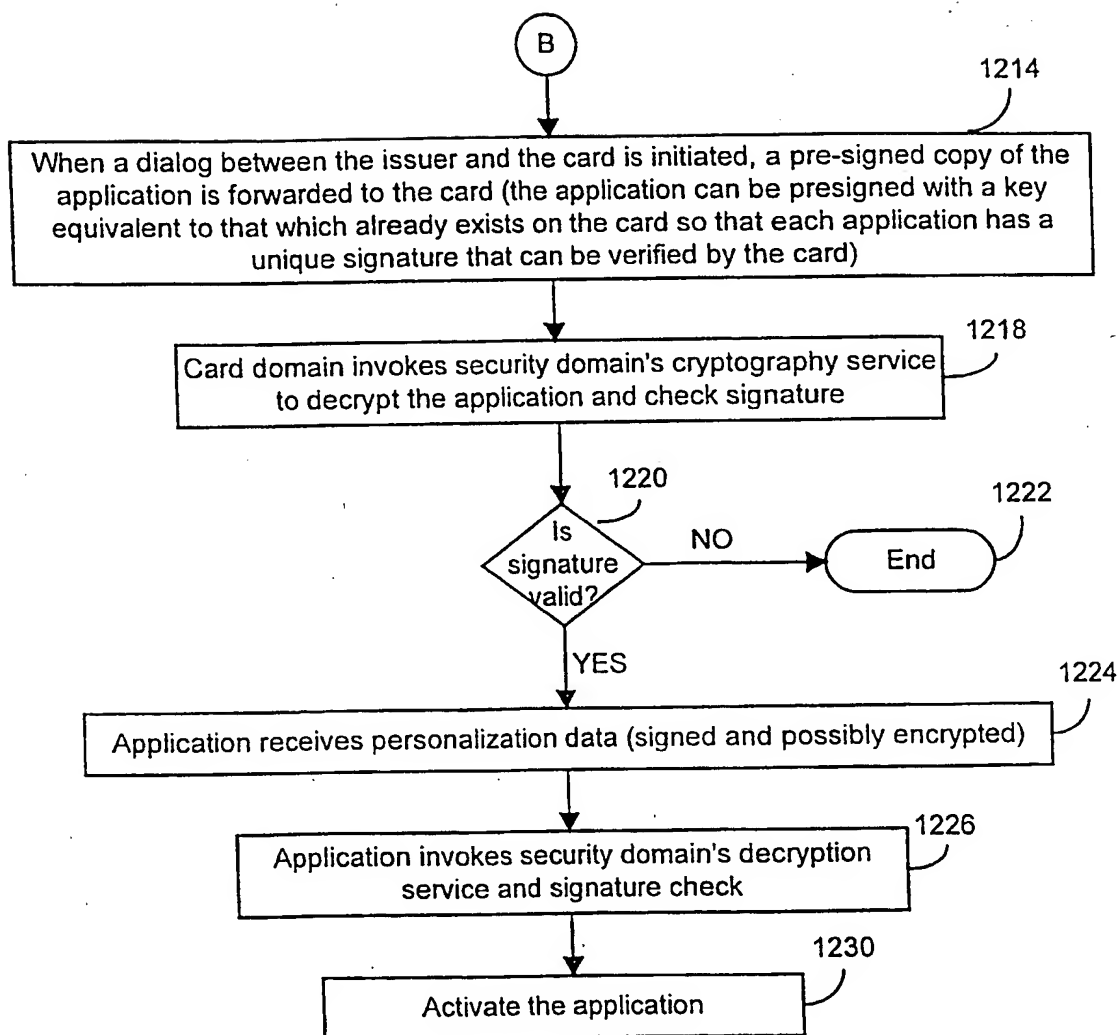 B
1214
When a dialog between the issuer and the card is initiated, a pre-signed copy of the
application is forwarded to the card (the application can be presigned with a key
equivalent to that which already exists on the card so that each application has a
unique signature that can be verified by the card)
1218
Card domain invokes security domain's cryptography service
to decrypt the application and check signature
1220
Is
signature
valid?
NO
1222
End
YES
1224
Application receives personalization data (signed and possibly encrypted)
1226
Application invokes security domain's decryption
service and signature check
1230
Activate the application